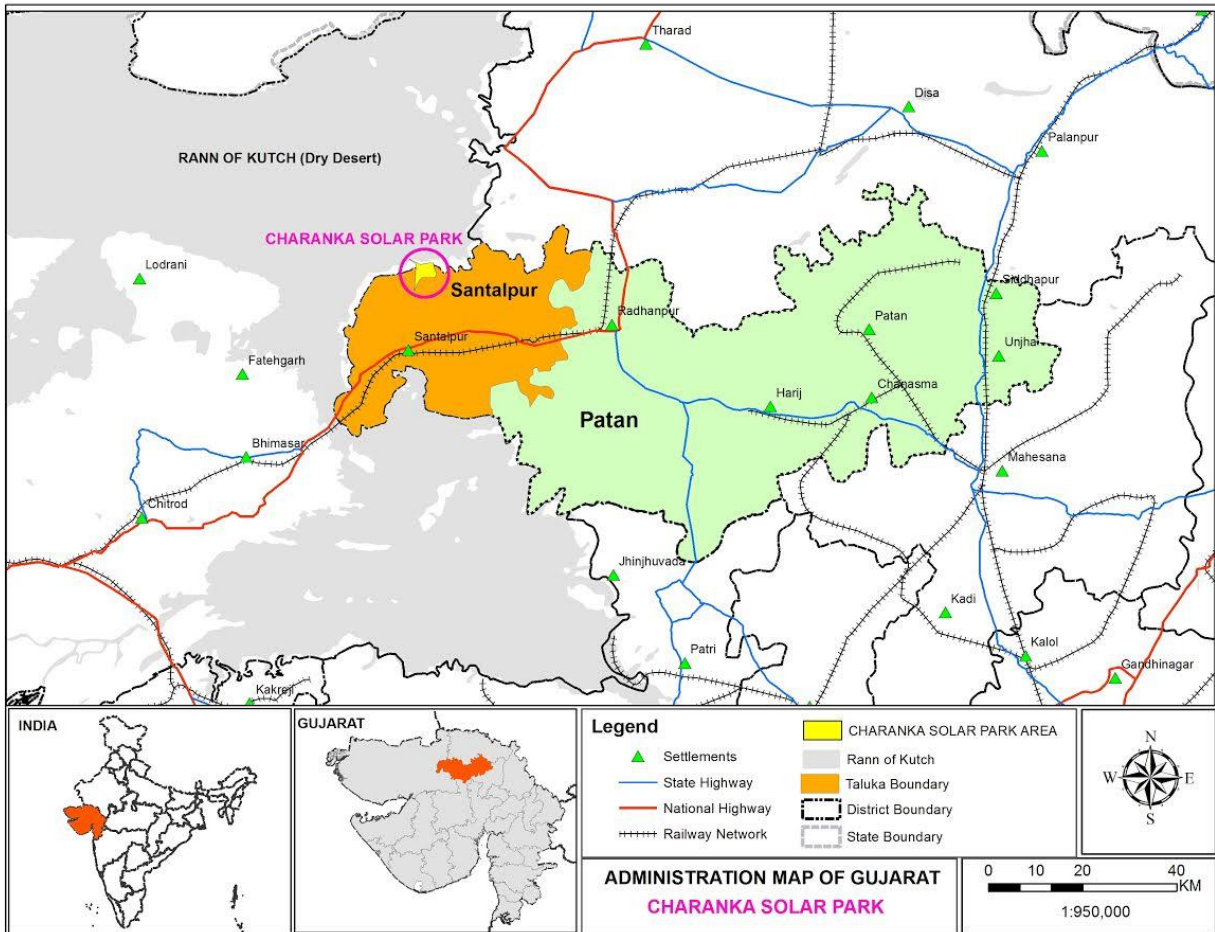 Tharad
Disa
Palanpur
RANN OF KUTCH (Dry Desert)
CHARANKA SOLAR PARK
Lodrani
Santalpur
Siddhapur
Radhanpur
Patan
Santalpur
Unjha
Fatehgarh
Chanasma
Harij
Patan
Bhimasar
Mahesana
Chitrod
Jhinjhuvada
Kadi
Patri
Kalol
Gandhinagar
Kakreji
INDIA
GUJARAT
Legend
Settlements
State Highway
National Highway
Railway Network
CHARANKA SOLAR PARK AREA
Rann of Kutch
Taluka Boundary
District Boundary
State Boundary
N
W E
S
ADMINISTRATION MAP OF GUJARAT
CHARANKA SOLAR PARK
0 10 20 40
KM
1:950,000